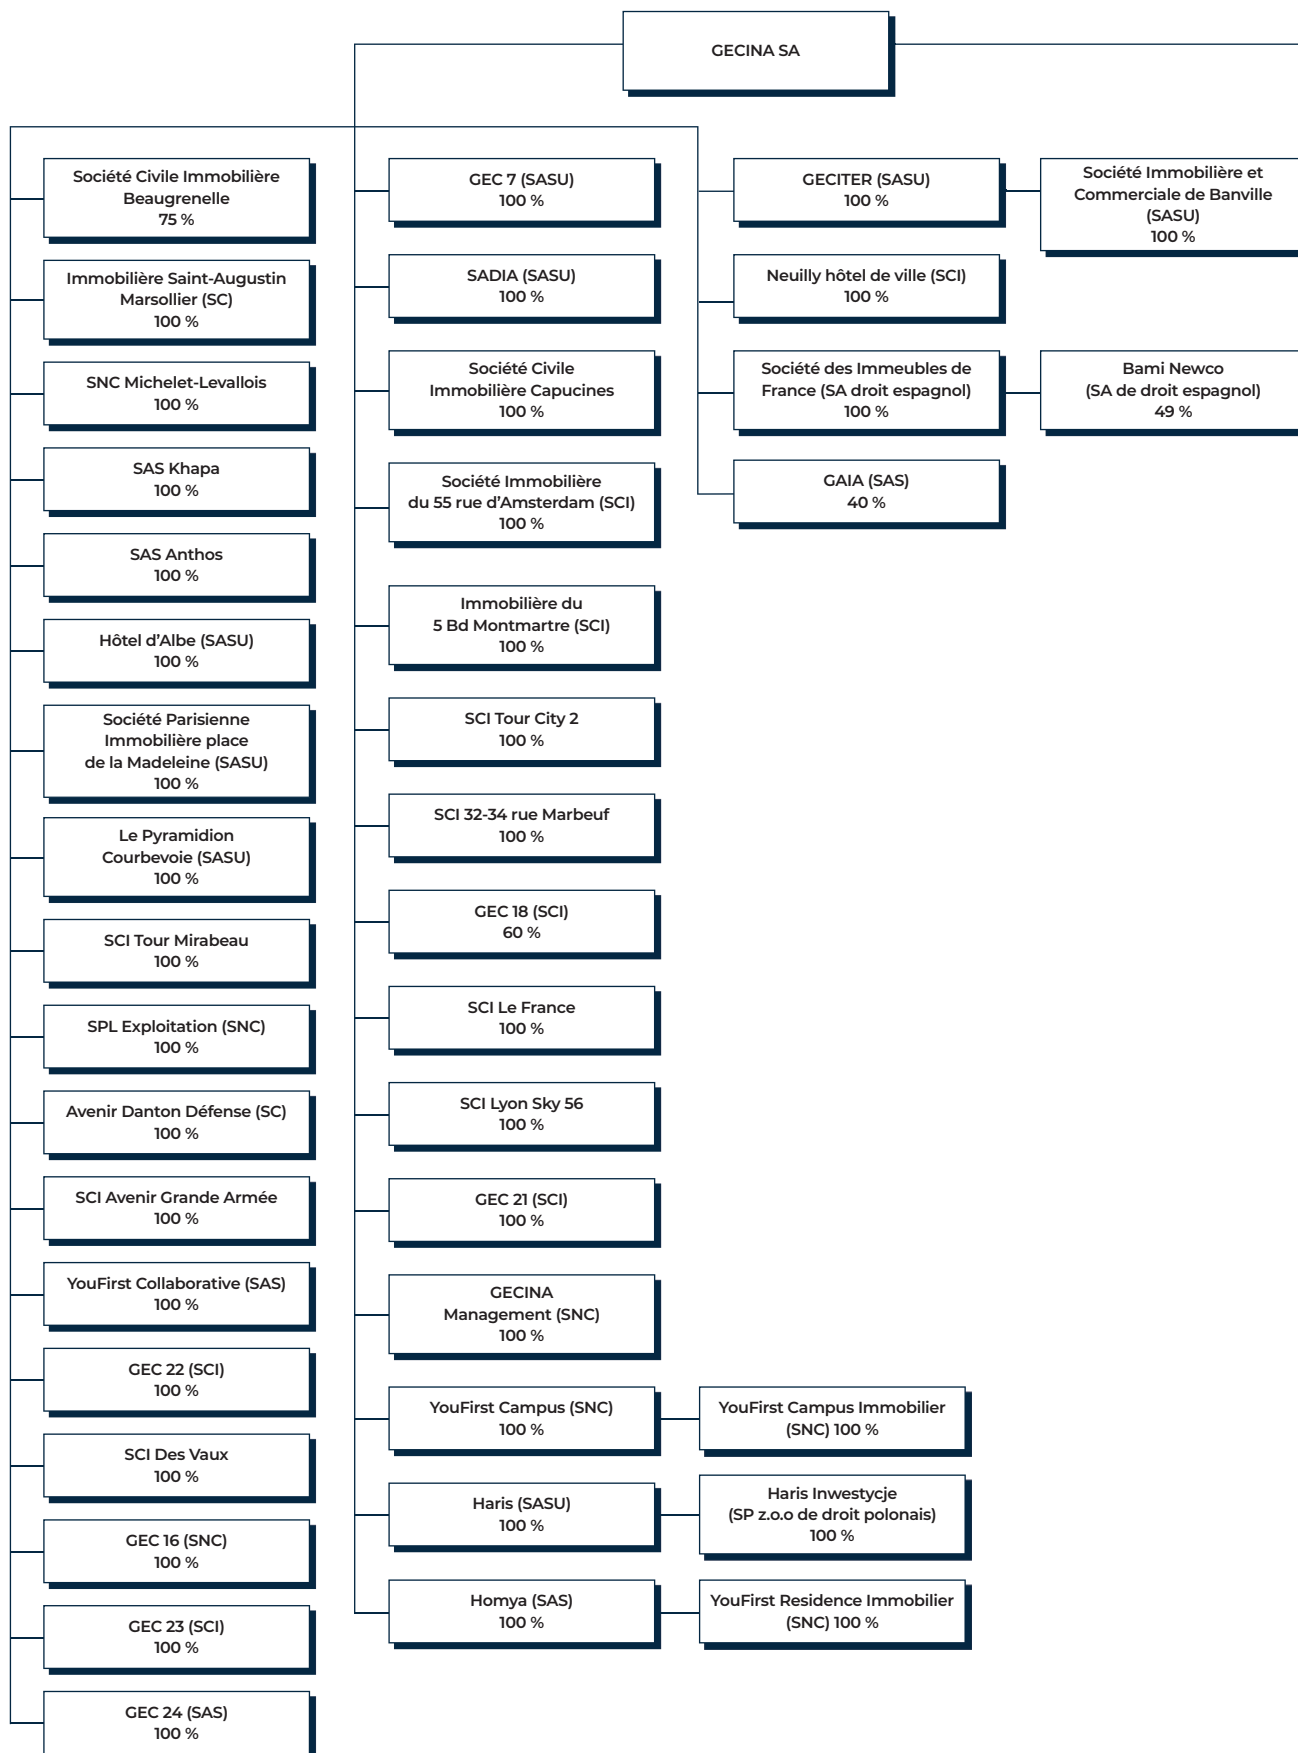 GECINA SA
Société Civile Immobilière
Beaugrenelle
75 %
Immobilière Saint-Augustin
Marsollier (SC)
100 %
SNC Michelet-Levallois
100 %
SAS Khapa
100 %
SAS Anthos
100 %
Hôtel d’Albe (SASU)
100 %
Société Parisienne
Immobilière place
de la Madeleine (SASU)
100 %
Le Pyramidion
Courbevoie (SASU)
100 %
SCI Tour Mirabeau
100 %
SPL Exploitation (SNC)
100 %
Avenir Danton Défense (SC)
100 %
SCI Avenir Grande Armée
100 %
YouFirst Collaborative (SAS)
100 %
GEC 22 (SCI)
100 %
SCI Des Vaux
100 %
GEC 16 (SNC)
100 %
GEC 23 (SCI)
100 %
GEC 24 (SAS)
100 %
GEC 7 (SASU)
100 %
SADIA (SASU)
100 %
Société Civile
Immobilière Capucines
100 %
Société Immobilière
du 55 rue d’Amsterdam (SCI)
100 %
Immobilière du
5 Bd Montmartre (SCI)
100 %
SCI Tour City 2
100 %
SCI 32-34 rue Marbeuf
100 %
GEC 18 (SCI)
60 %
SCI Le France
100 %
SCI Lyon Sky 56
100 %
GEC 21 (SCI)
100 %
GECINA
Management (SNC)
100 %
YouFirst Campus (SNC)
100 %
YouFirst Campus Immobilier
(SNC) 100 %
Haris (SASU)
100 %
Haris Inwestycje
(SP z.o.o de droit polonais)
100 %
Homya (SAS)
100 %
YouFirst Residence Immobilier
(SNC) 100 %
GECITER (SASU)
100 %
Société Immobilière et
Commerciale de Banville
(SASU)
100 %
Neuilly hôtel de ville (SCI)
100 %
Société des Immeubles de
France (SA droit espagnol)
100 %
Bami Newco
(SA de droit espagnol)
49 %
GAIA (SAS)
40 %